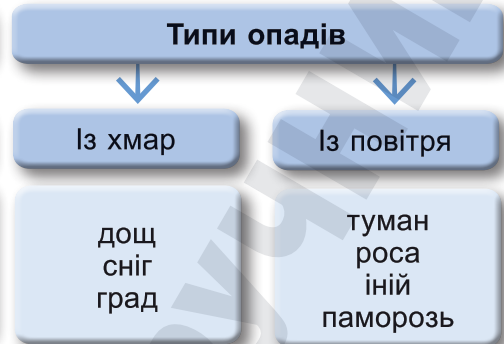 Типи опадів
Із хмар
Із повітря
дощ
сніг
град
туман
роса
іній
паморозь